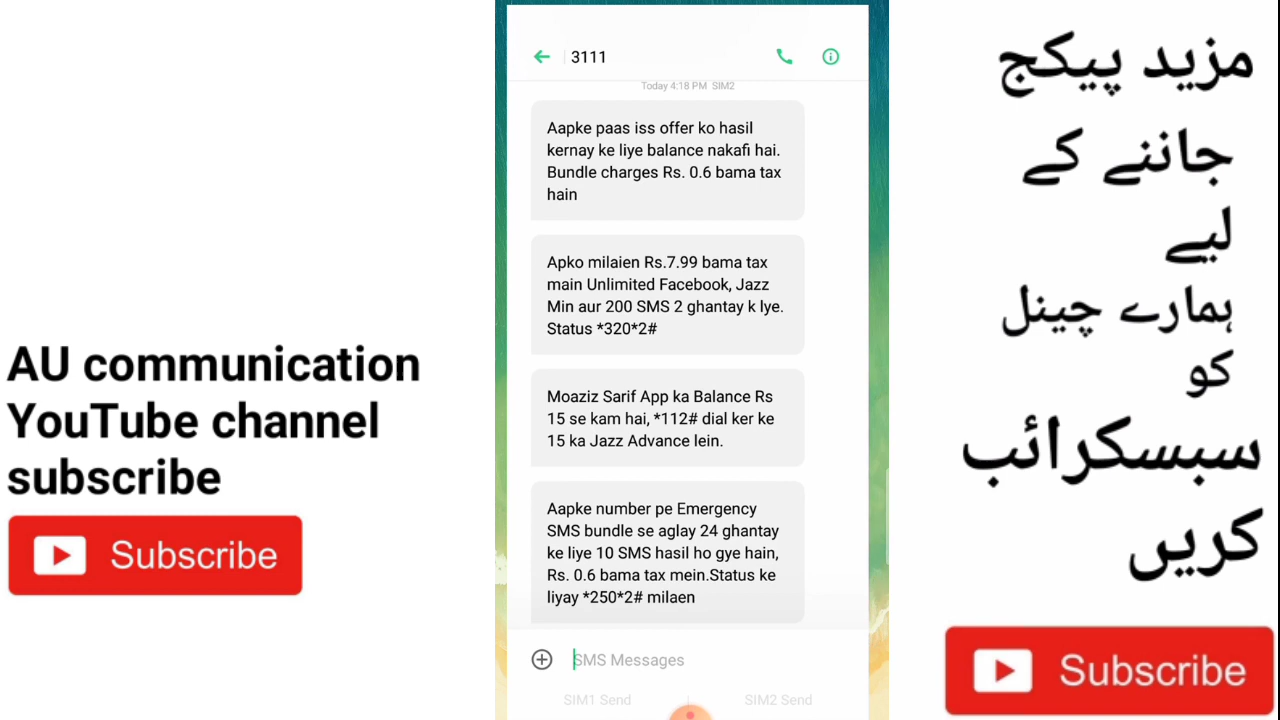 AU communication
YouTube channel
subscribe
Subscribe
3111
Today 4:18 PM SIM2
Aapke paas iss offer ko hasil
kernay ke liye balance nakafi hai.
Bundle charges Rs. 0.6 bama tax
hain
Apko milaien Rs.7.99 bama tax
main Unlimited Facebook, Jazz
Min aur 200 SMS 2 ghantay k lye.
Status *320*2#
Moaziz Sarif App ka Balance Rs
15 se kam hai, *112# dial ker ke
15 ka Jazz Advance lein.
Aapke number pe Emergency
SMS bundle se aglay 24 ghantay
ke liye 10 SMS hasil ho gye hain,
Rs. 0.6 bama tax mein.Status ke
liyay *250*2# milaen
SMS Messages
SIM1 Send SIM2 Send
مزید پیکج
جاننے کے
لیے
ہمارے چینل
کو
سبسکرائب
کریں
Subscribe